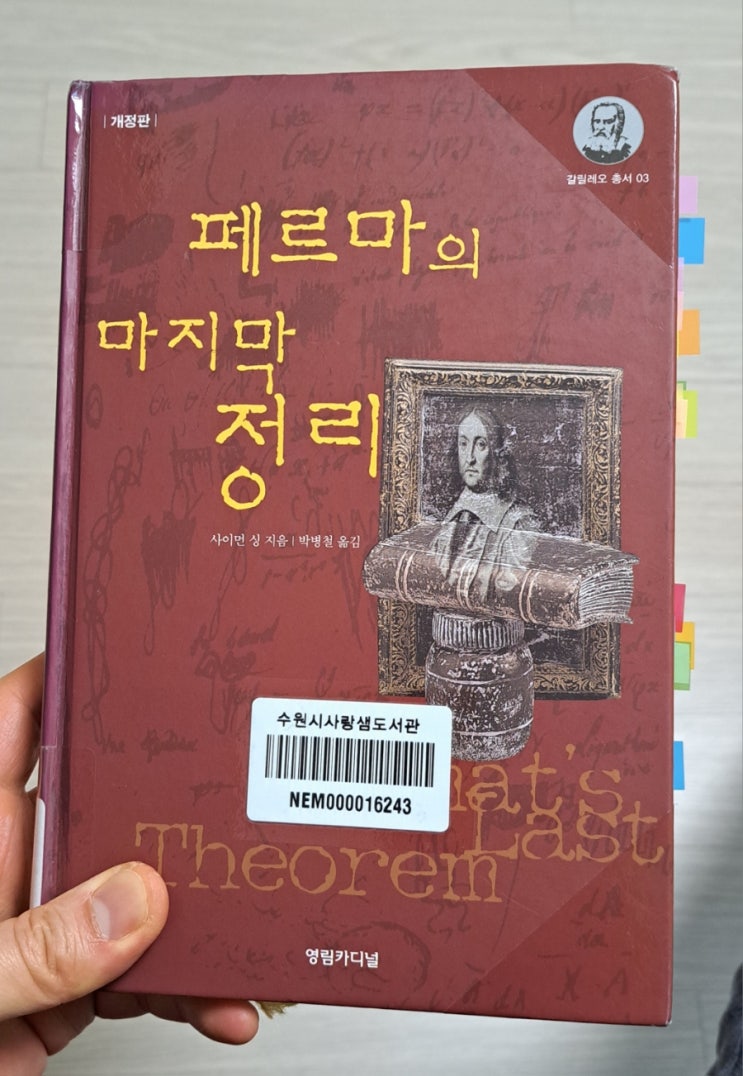 | 개정판 |
갈릴레오 총서 03
페르마의
마지막
정리
사이먼 싱 지음 | 박병철 옮김
수원시사랑샘도서관
NEM000016243
mat's
Last
Theorem
영림카디널